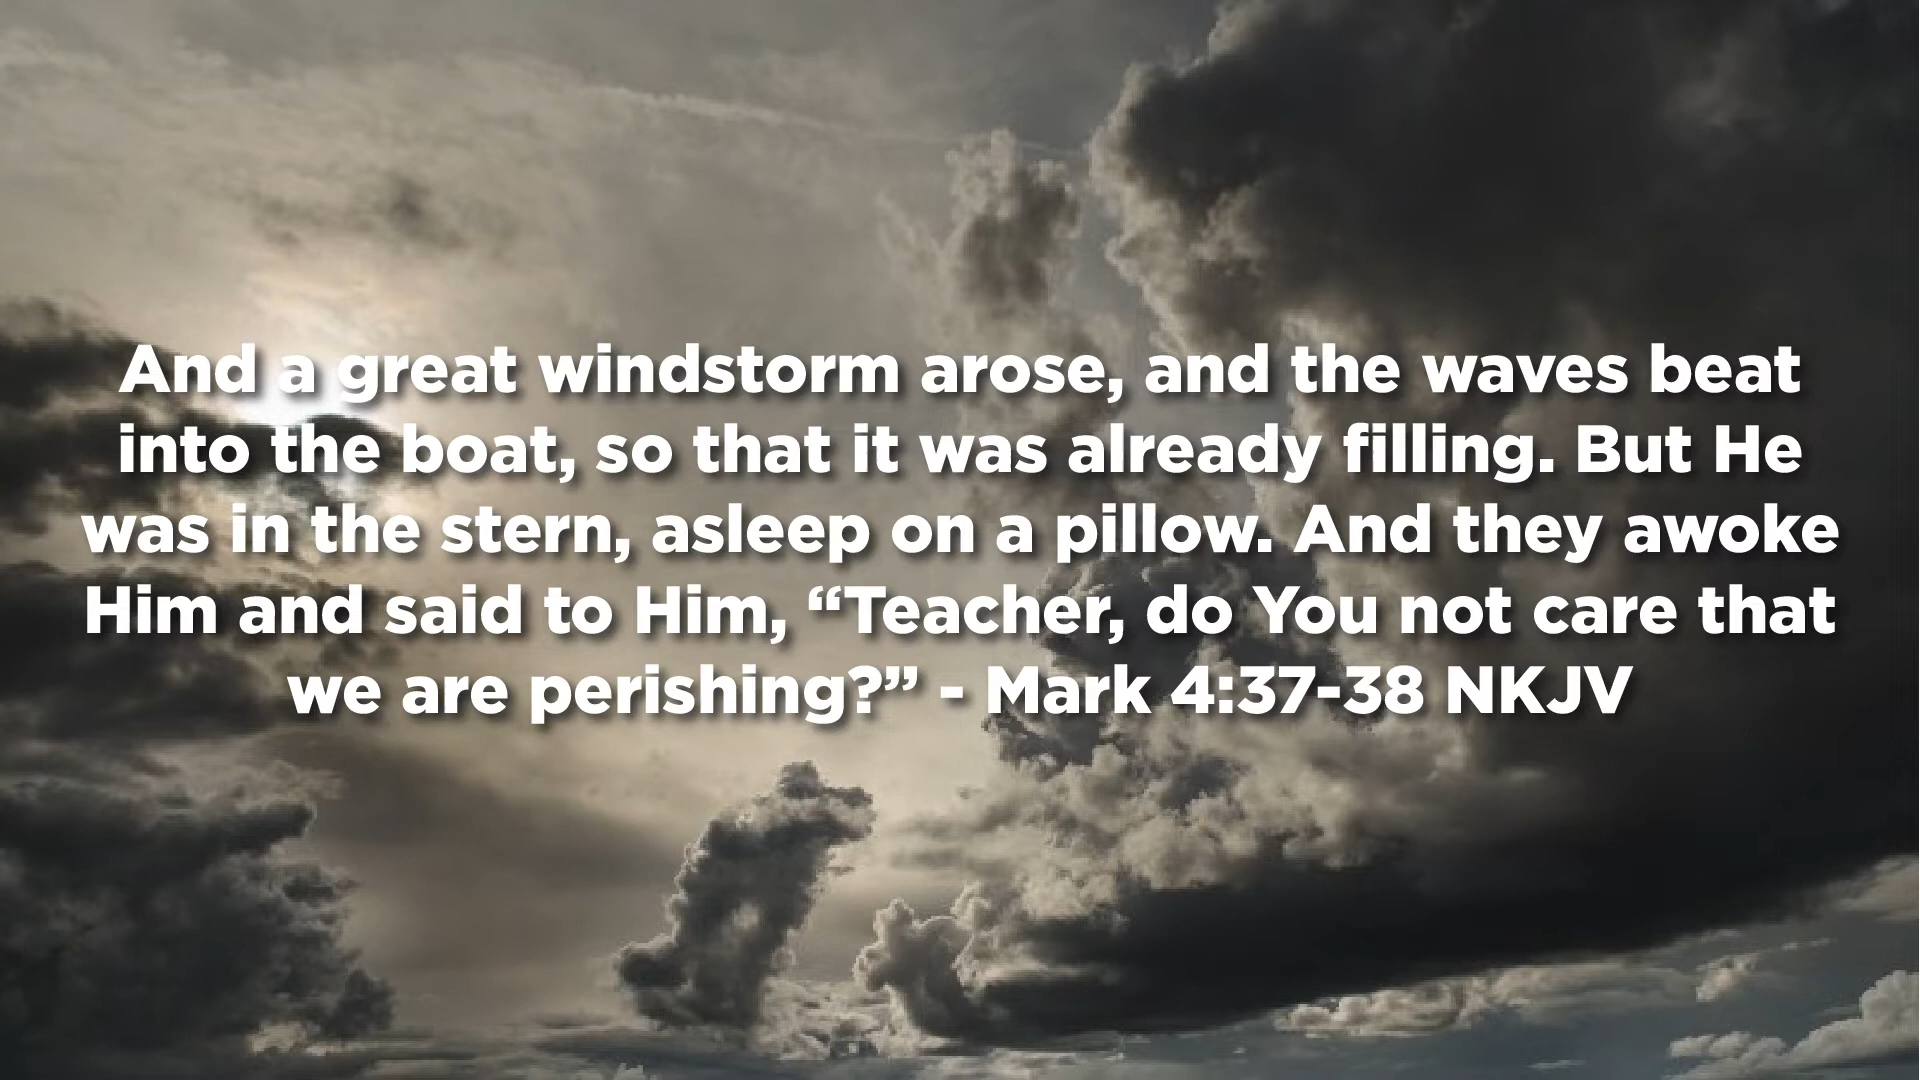 And a great windstorm arose, and the waves beat
into the boat, so that it was already filling. But He
was in the stern, asleep on a pillow. And they awoke
Him and said to Him, “Teacher, do You not care that
we are perishing?” - Mark 4:37-38 NKJV